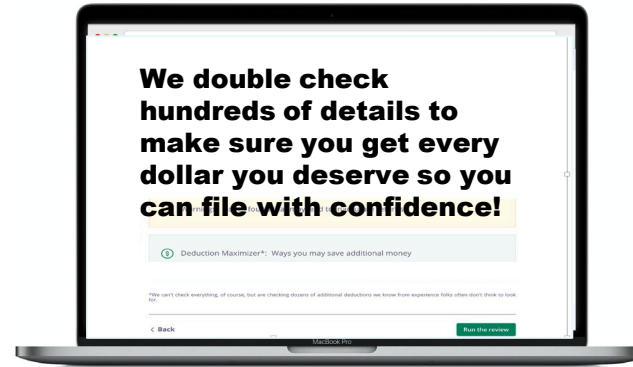 We double check
hundreds of details to
make sure you get every
dollar you deserve so you
can file with confidence!
Deduction Maximizer*: Ways you may save additional money
*We can't check everything, of course, but are checking dozens of additional deductions we know from experience folks often don't think to look
for.
< Back
Run the review
MacBook Pro